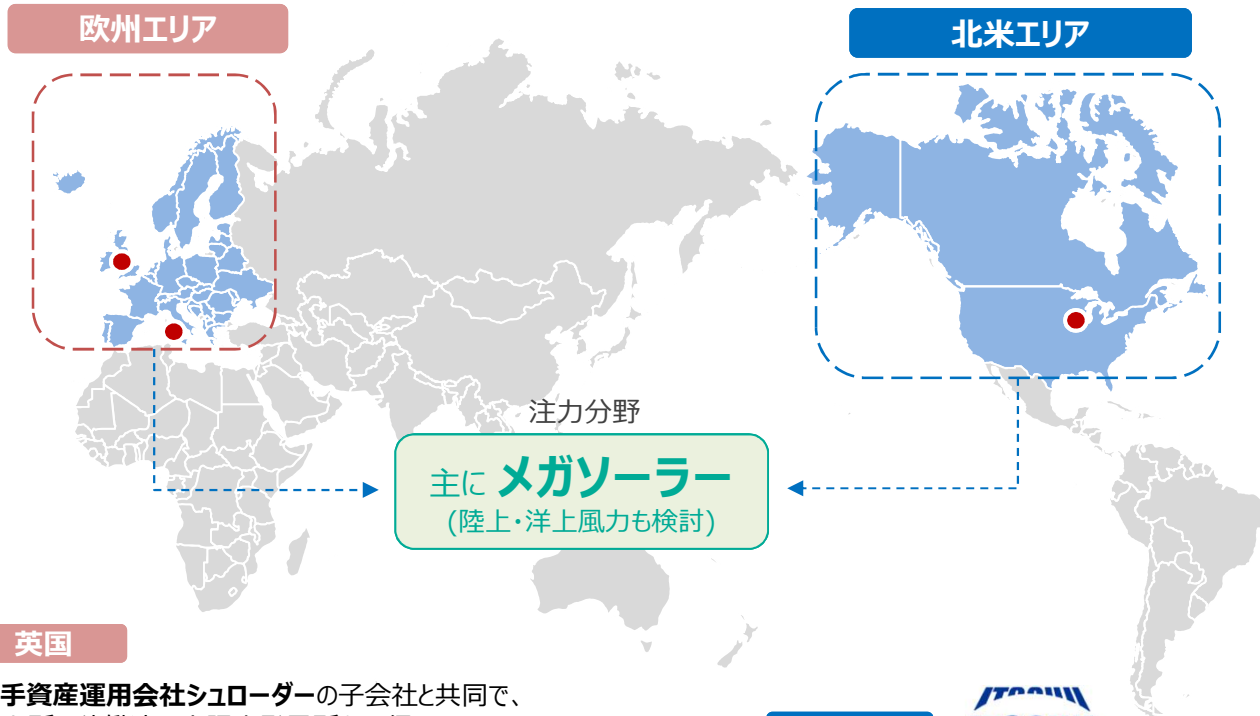 欧州エリア
北米エリア
注力分野
主に メガソーラー
(陸上・洋上風力も検討)
英国
手資産運用会社シュローダーの子会社と共同で、
ITOCHU